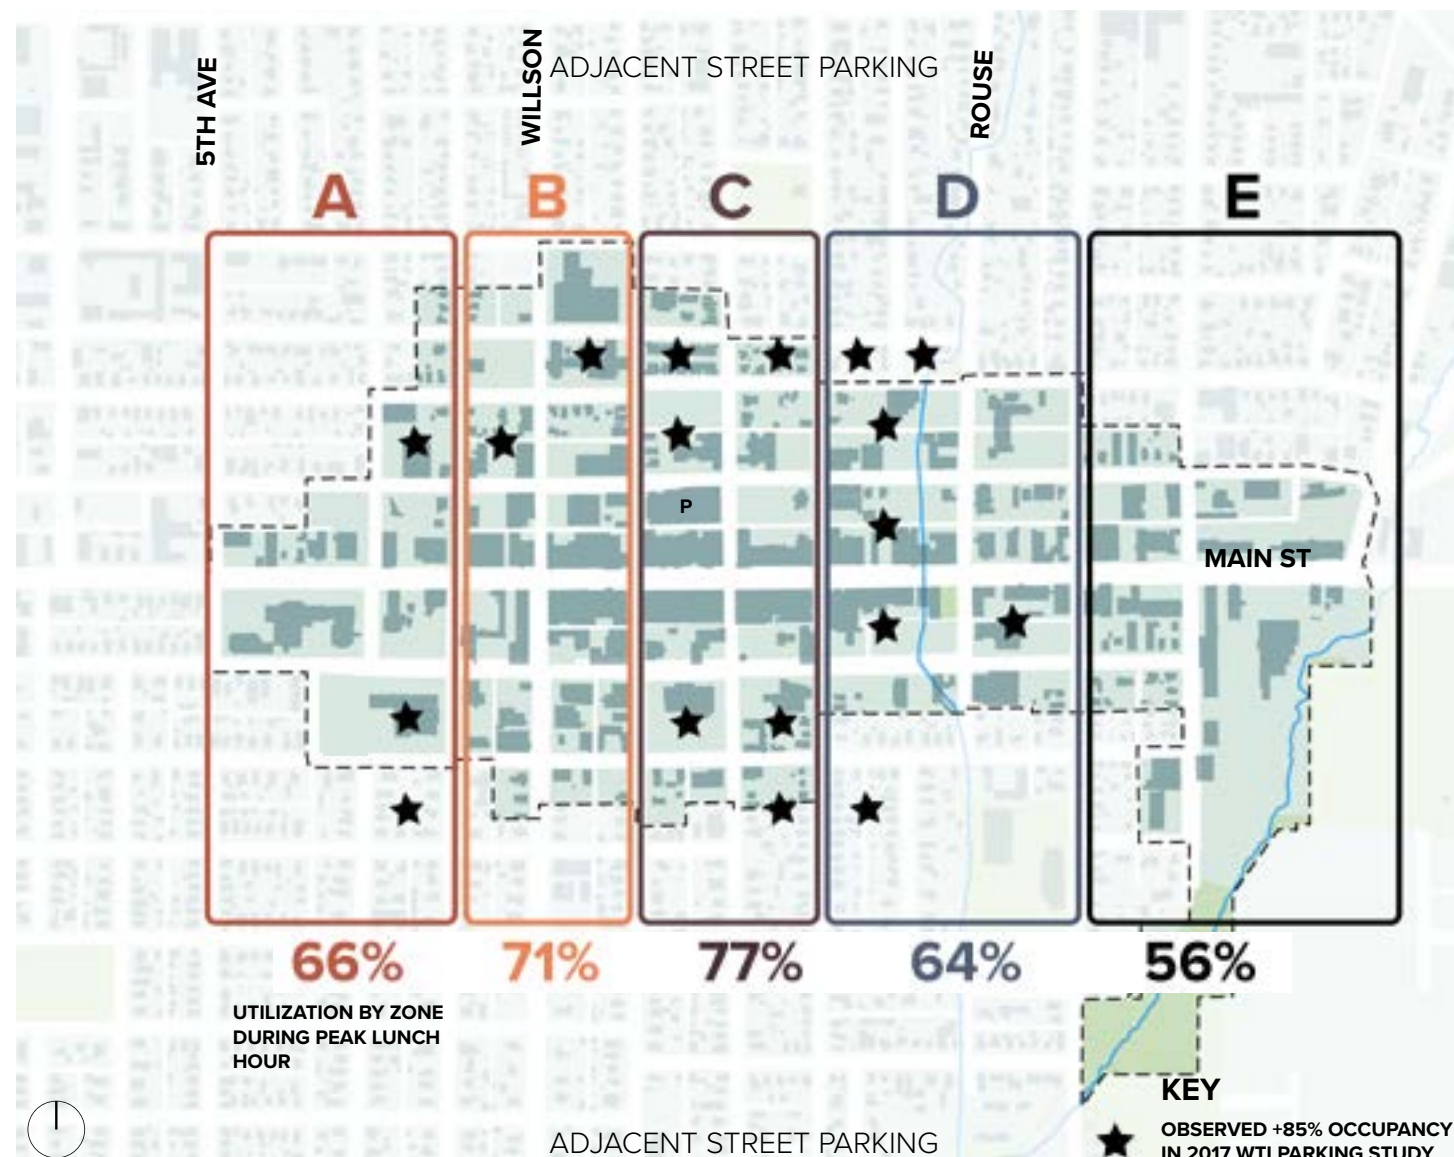 ADJACENT STREET PARKING
5TH AVE
WILLSON
ROUSE
A
B
C
D
E
P
MAIN ST
66%
71%
77%
64%
56%
UTILIZATION BY ZONE
DURING PEAK LUNCH
HOUR
KEY
ADJACENT STREET PARKING
OBSERVED +85% OCCUPANCY
IN 2017 WTI PARKING STUDY